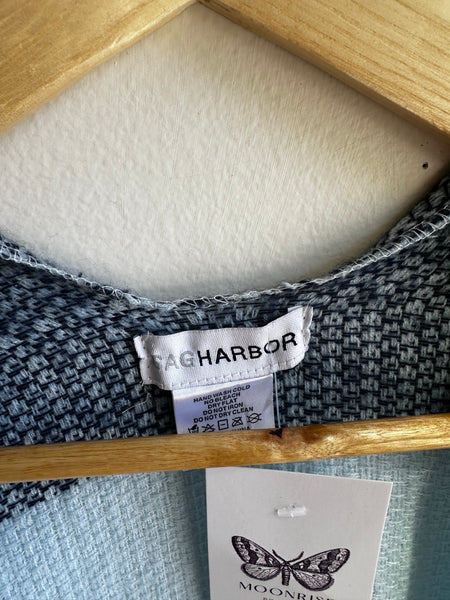 SAGHARBOR
HAND WASH COLD
NO BLEACH
DRY FLAT
DO NOT IRON
DO NOT DRY CLEAN
MOONRISE